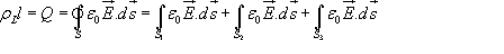 ρ_L l = Q = ∮_S ε₀ E⃗.ds⃗ = ∫_{S₁} ε₀ E⃗.ds⃗ + ∫_{S₂} ε₀ E⃗.ds⃗ + ∫_{S₃} ε₀ E⃗.ds⃗